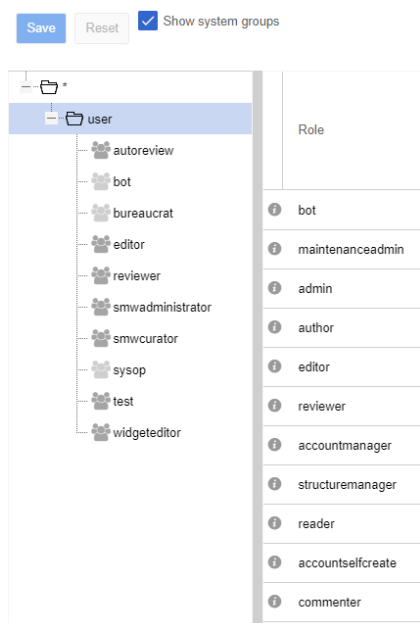 Save Reset Show system groups
*
user
autoreview
bot
bureaucrat
editor
reviewer
smwadministrator
smwcurator
sysop
test
widgeteditor
Role
bot
maintenanceadmin
admin
author
editor
reviewer
accountmanager
structuremanager
reader
accountselfcreate
commenter